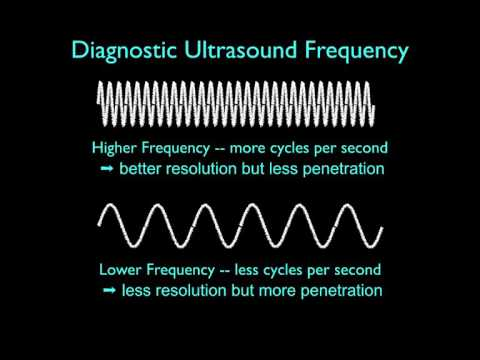 Diagnostic Ultrasound Frequency
Higher Frequency -- more cycles per second
➞ better resolution but less penetration
Lower Frequency -- less cycles per second
➞ less resolution but more penetration